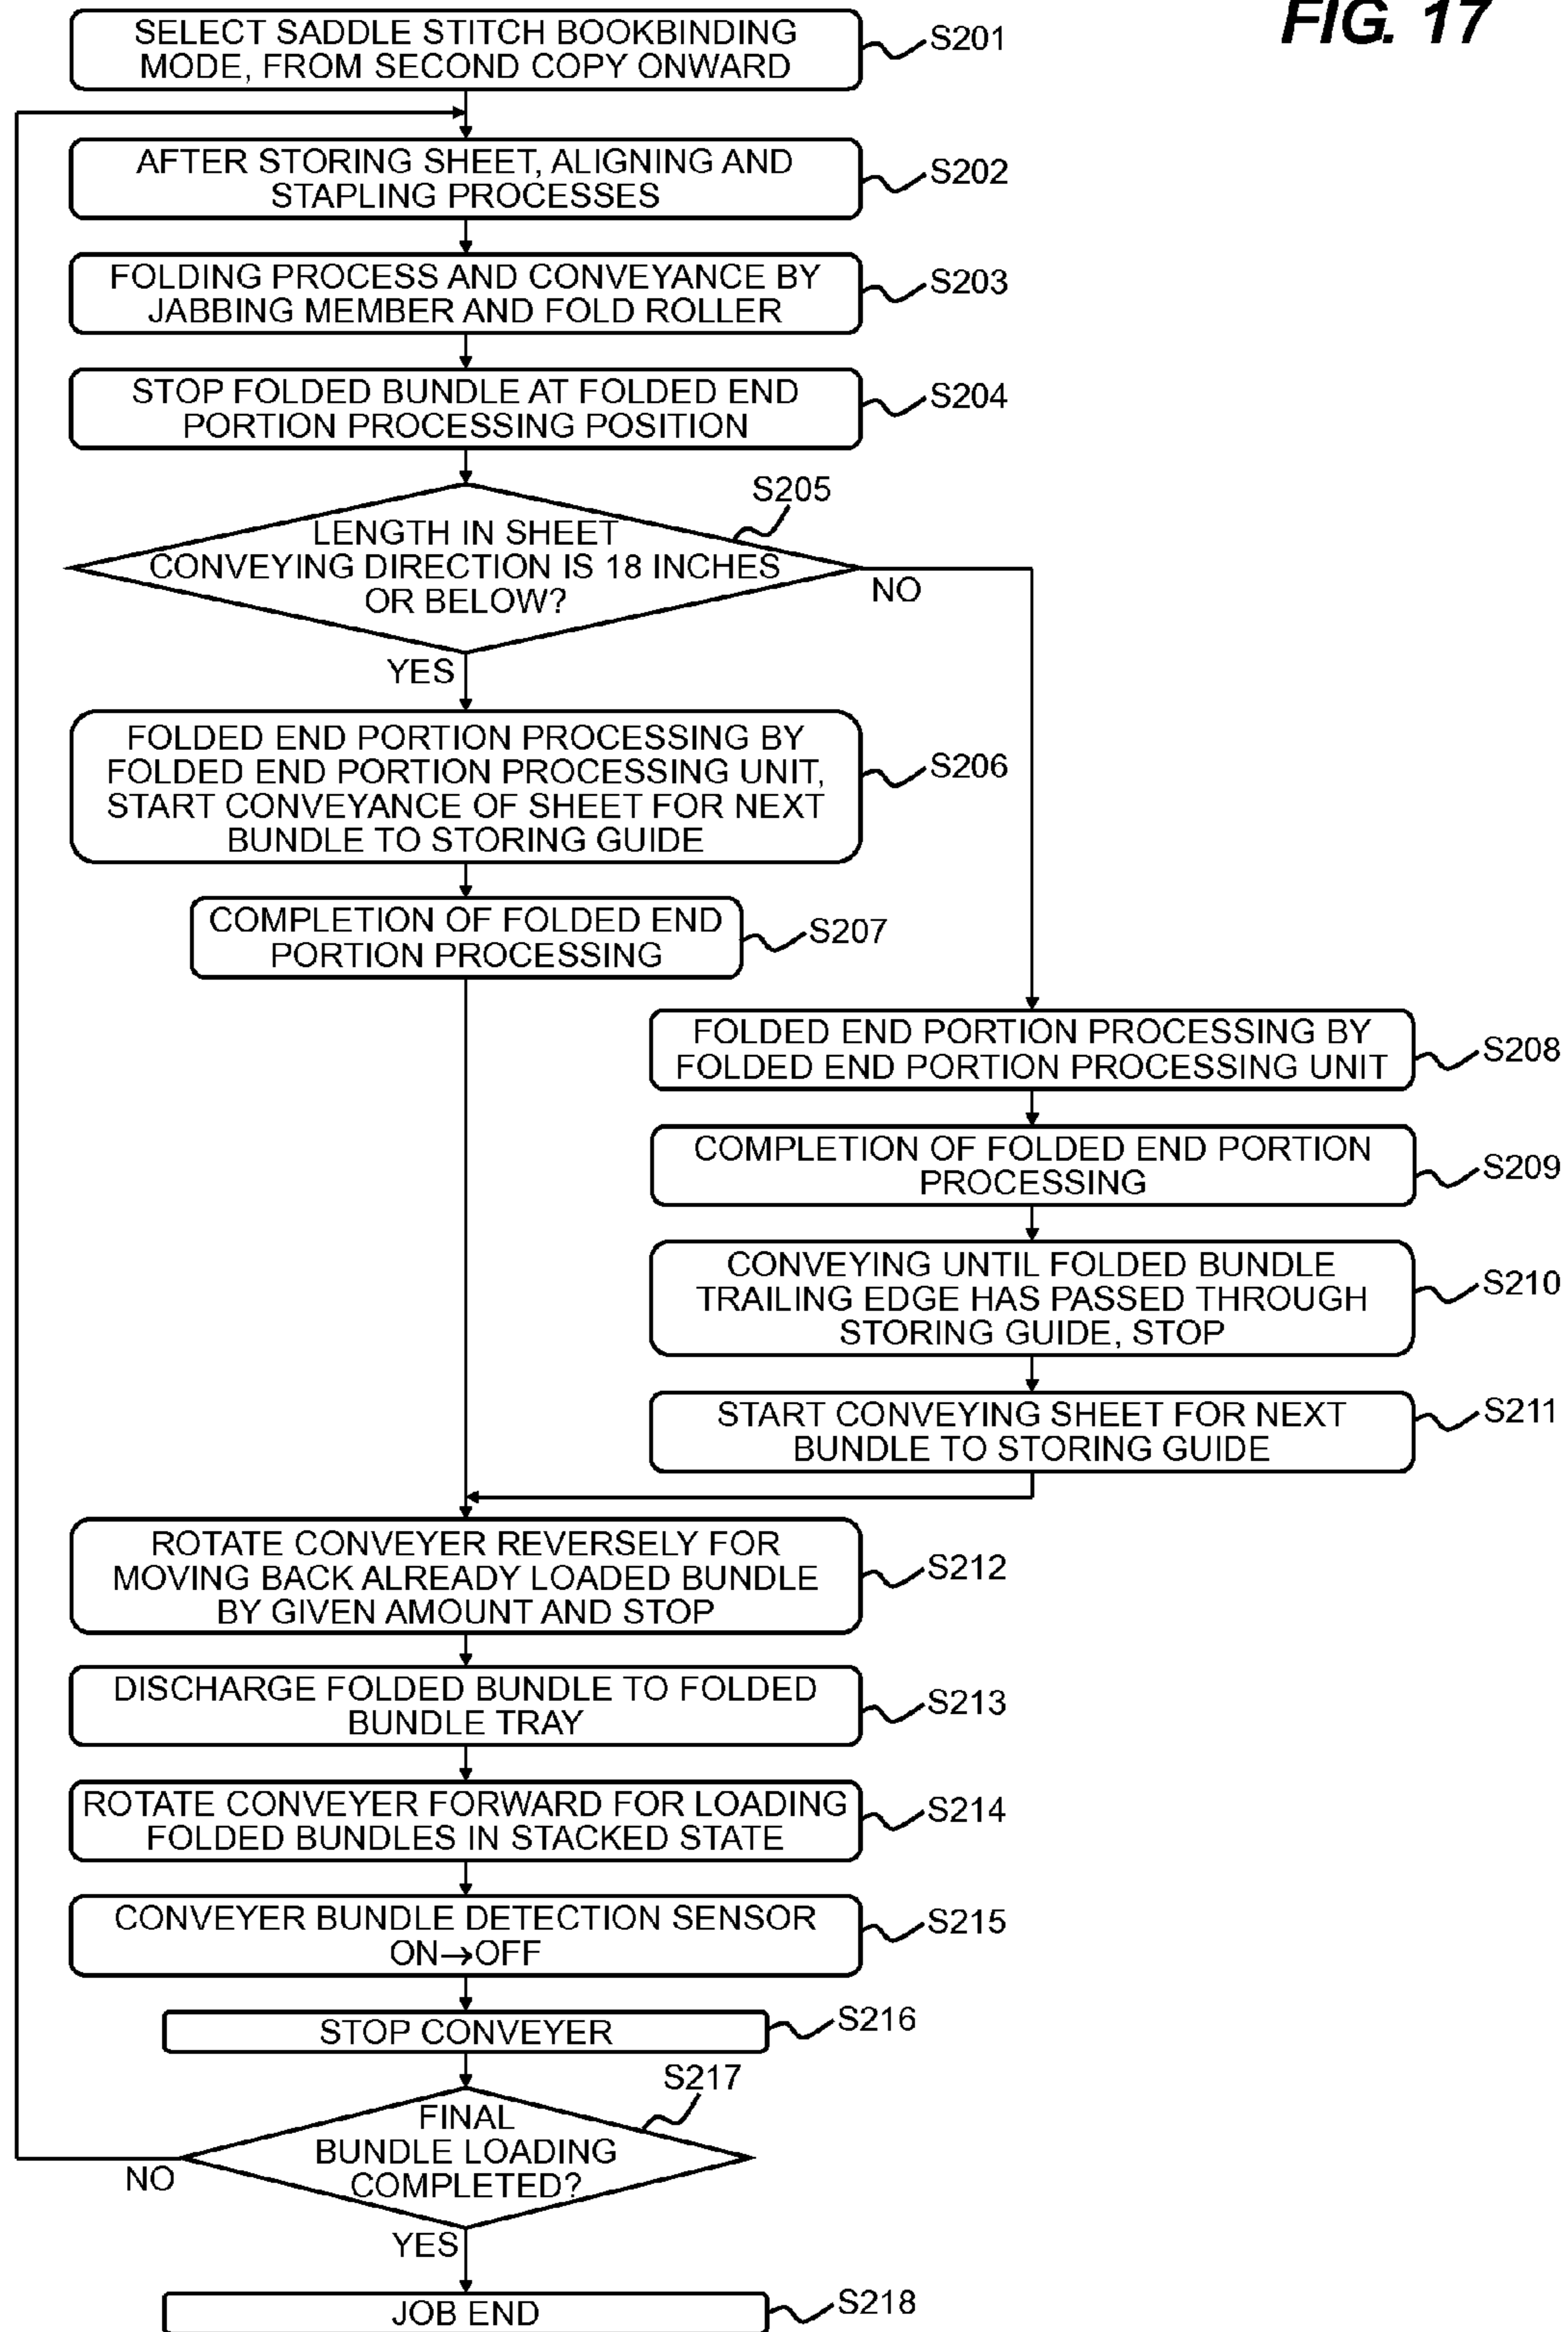 FIG. 17
SELECT SADDLE STITCH BOOKBINDING
MODE, FROM SECOND COPY ONWARD
S201
AFTER STORING SHEET, ALIGNING AND
STAPLING PROCESSES
S202
FOLDING PROCESS AND CONVEYANCE BY
JABBING MEMBER AND FOLD ROLLER
S203
STOP FOLDED BUNDLE AT FOLDED END
PORTION PROCESSING POSITION
S204
S205
LENGTH IN SHEET
CONVEYING DIRECTION IS 18 INCHES
OR BELOW?
NO
YES
FOLDED END PORTION PROCESSING BY
FOLDED END PORTION PROCESSING UNIT,
START CONVEYANCE OF SHEET FOR NEXT
BUNDLE TO STORING GUIDE
S206
COMPLETION OF FOLDED END
PORTION PROCESSING
S207
FOLDED END PORTION PROCESSING BY
FOLDED END PORTION PROCESSING UNIT
S208
COMPLETION OF FOLDED END PORTION
PROCESSING
S209
CONVEYING UNTIL FOLDED BUNDLE
TRAILING EDGE HAS PASSED THROUGH
STORING GUIDE, STOP
S210
START CONVEYING SHEET FOR NEXT
BUNDLE TO STORING GUIDE
S211
ROTATE CONVEYER REVERSELY FOR
MOVING BACK ALREADY LOADED BUNDLE
BY GIVEN AMOUNT AND STOP
S212
DISCHARGE FOLDED BUNDLE TO FOLDED
BUNDLE TRAY
S213
ROTATE CONVEYER FORWARD FOR LOADING
FOLDED BUNDLES IN STACKED STATE
S214
CONVEYER BUNDLE DETECTION SENSOR
ON→OFF
S215
STOP CONVEYER
S216
S217
FINAL
BUNDLE LOADING
COMPLETED?
NO
YES
JOB END
S218